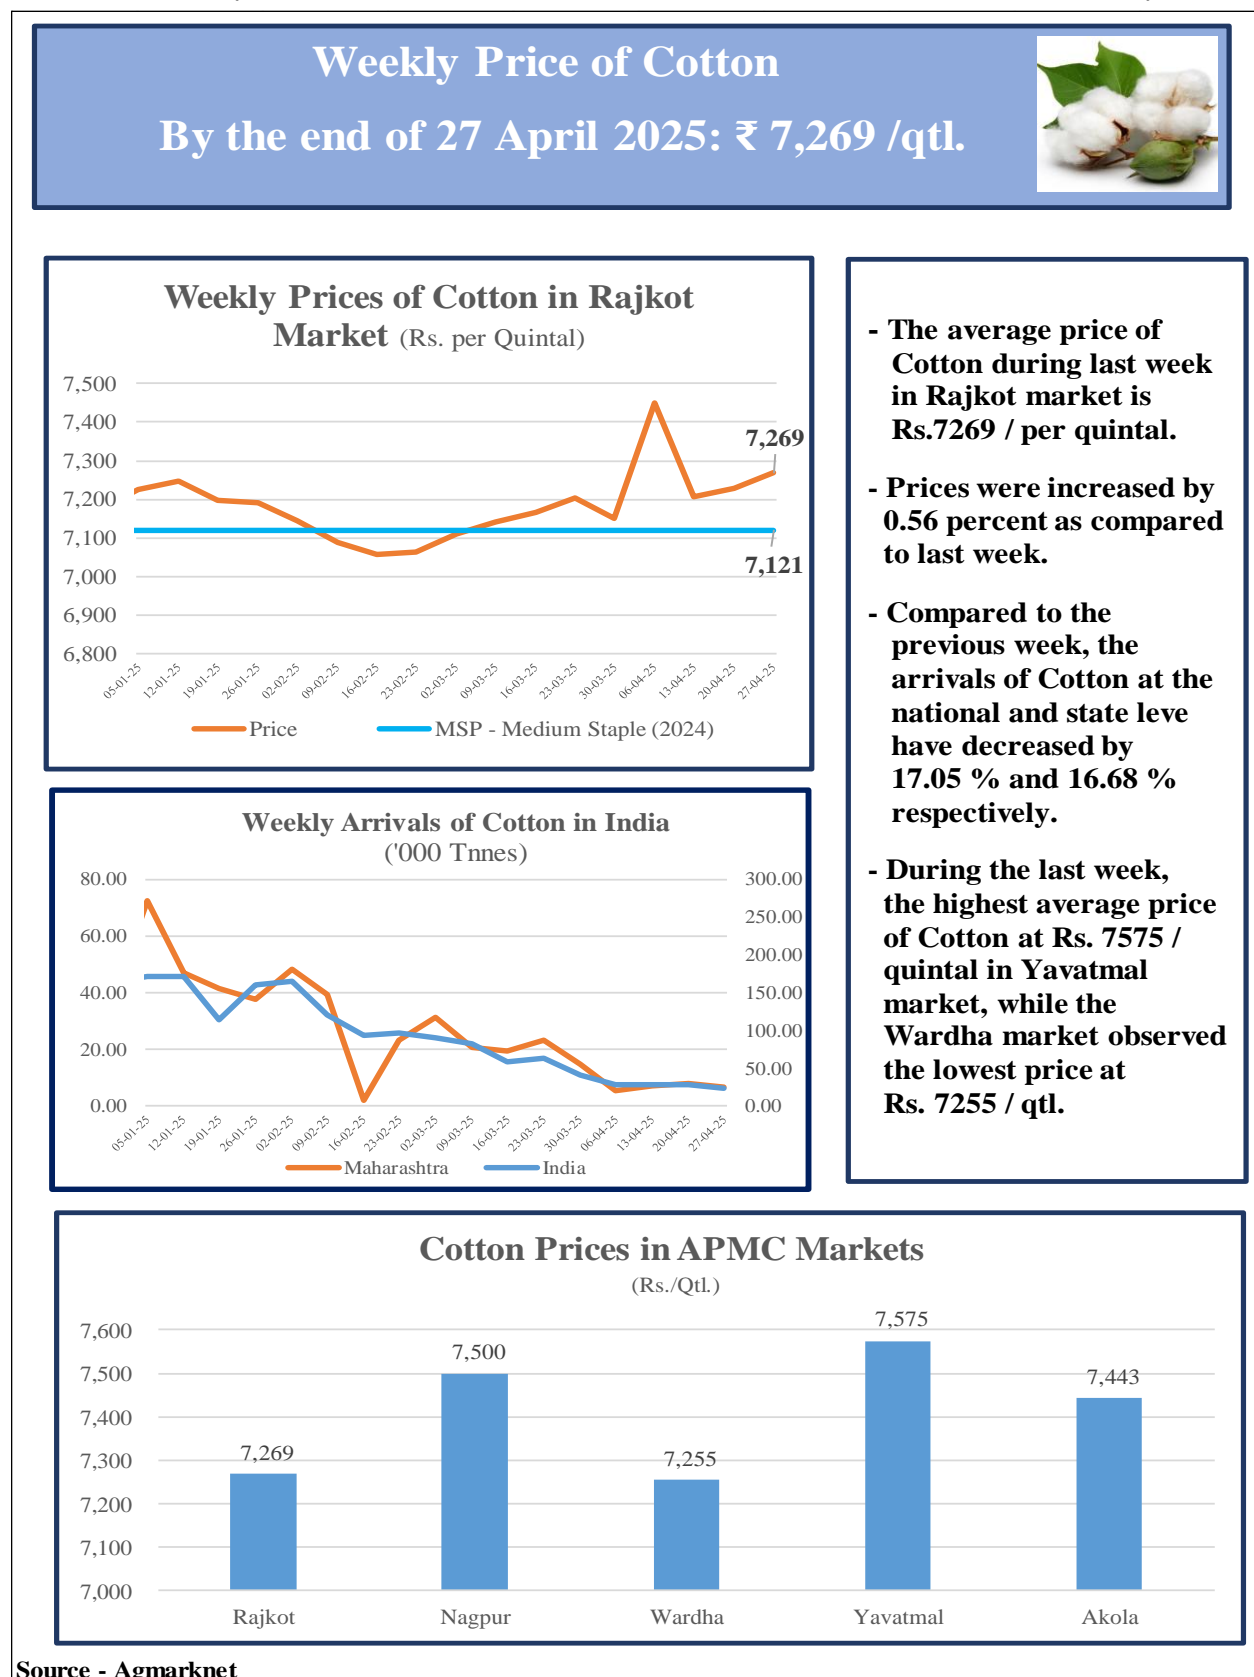 Weekly Price of Cotton
By the end of 27 April 2025: ₹ 7,269 /qtl.
Weekly Prices of Cotton in Rajkot
Market (Rs. per Quintal)
7,500
7,400
7,300
7,200
7,100
7,000
6,900
6,800
7,269
7,121
05-01-25
12-01-25
19-01-25
26-01-25
02-02-25
09-02-25
16-02-25
23-02-25
02-03-25
09-03-25
16-03-25
23-03-25
30-03-25
06-04-25
13-04-25
20-04-25
27-04-25
Price
MSP - Medium Staple (2024)
- The average price of
Cotton during last week
in Rajkot market is
Rs.7269 / per quintal.
- Prices were increased by
0.56 percent as compared
to last week.
- Compared to the
previous week, the
arrivals of Cotton at the
national and state leve
have decreased by
17.05 % and 16.68 %
respectively.
- During the last week,
the highest average price
of Cotton at Rs. 7575 /
quintal in Yavatmal
market, while the
Wardha market observed
the lowest price at
Rs. 7255 / qtl.
Weekly Arrivals of Cotton in India
('000 Tnnes)
80.00
60.00
40.00
20.00
0.00
300.00
250.00
200.00
150.00
100.00
50.00
0.00
05-01-25
12-01-25
19-01-25
26-01-25
02-02-25
09-02-25
16-02-25
23-02-25
02-03-25
09-03-25
16-03-25
23-03-25
30-03-25
06-04-25
13-04-25
20-04-25
27-04-25
Maharashtra
India
Cotton Prices in APMC Markets
(Rs./Qtl.)
7,600
7,500
7,400
7,300
7,200
7,100
7,000
7,269
7,500
7,255
7,575
7,443
Rajkot
Nagpur
Wardha
Yavatmal
Akola
Source - Agmarknet